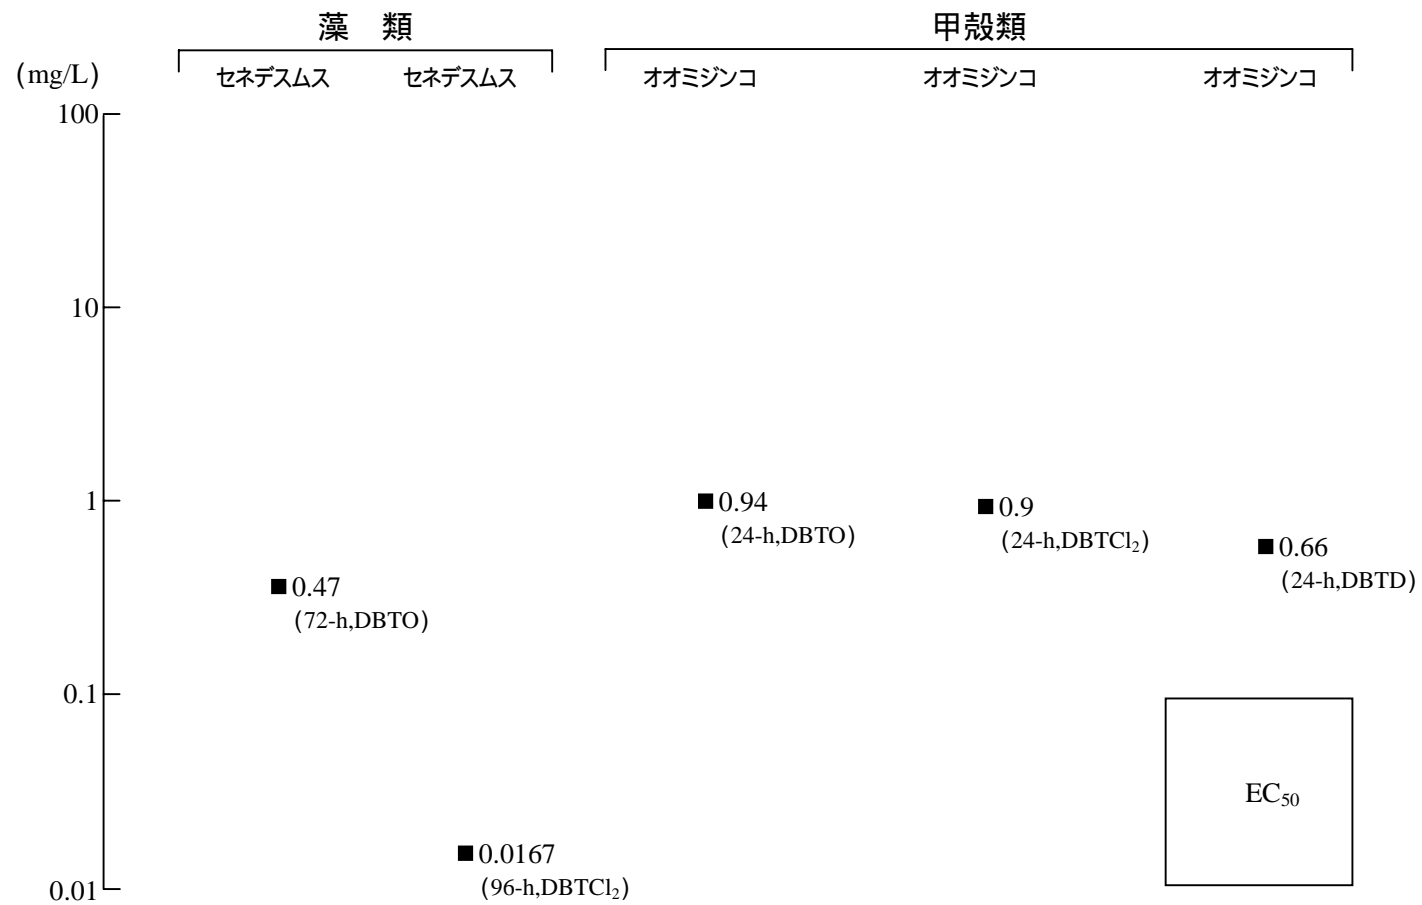 藻　類
甲殻類
(mg/L)
セネデスムス
セネデスムス
オオミジンコ
オオミジンコ
オオミジンコ
100
10
1
0.94
(24-h,DBTO)
0.9
(24-h,DBTCl₂)
0.66
(24-h,DBTD)
0.47
(72-h,DBTO)
0.1
EC₅₀
0.0167
(96-h,DBTCl₂)
0.01